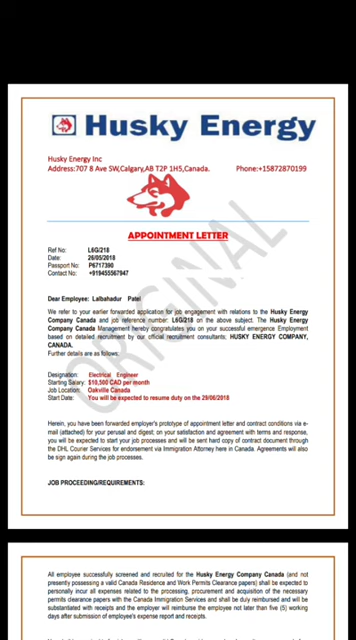 Husky Energy
Husky Energy Inc
Address:707 8 Ave SW,Calgary,AB T2P 1H5,Canada. Phone:+15872870199
APPOINTMENT LETTER
Ref No: L6G/218
Date: 26/05/2018
Passport No: P6717390
Contact No: +919455567947
ORIGINAL
Dear Employee: Lalbahadur Patel
We refer to your earlier forwarded application for job engagement with relations to the Husky Energy
Company Canada and job reference number: L6G/218 on the above subject. The Husky Energy
Company Canada Management hereby congratulates you on your successful emergence Employment
based on detailed recruitment by our official recruitment consultants; HUSKY ENERGY COMPANY,
CANADA.
Further details are as follows:
Designation: Electrical Engineer
Starting Salary: $10,500 CAD per month
Job Location: Oakville Canada
Start Date: You will be expected to resume duty on the 29/06/2018
Herein, you have been forwarded employer's prototype of appointment letter and contract conditions via e-
mail (attached) for your perusal and digest; on your satisfaction and agreement with terms and response,
you will be expected to start your job processes and will be sent hard copy of contract document through
the DHL Courier Services for endorsement via Immigration Attorney here in Canada. Agreements will also
be sign again during the job processes.
JOB PROCEEDING/REQUIREMENTS:
All employee successfully screened and recruited for the Husky Energy Company Canada (and not
presently possessing a valid Canada Residence and Work Permits Clearance papers) shall be expected to
personally incur all expenses related to the processing, procurement and acquisition of the necessary
permits clearance papers with the Canada Immigration Services and shall be duly reimbursed and will be
substantiated with receipts and the employer will reimburse the employee not later than five (5) working
days after submission of employee's expense report and receipts.